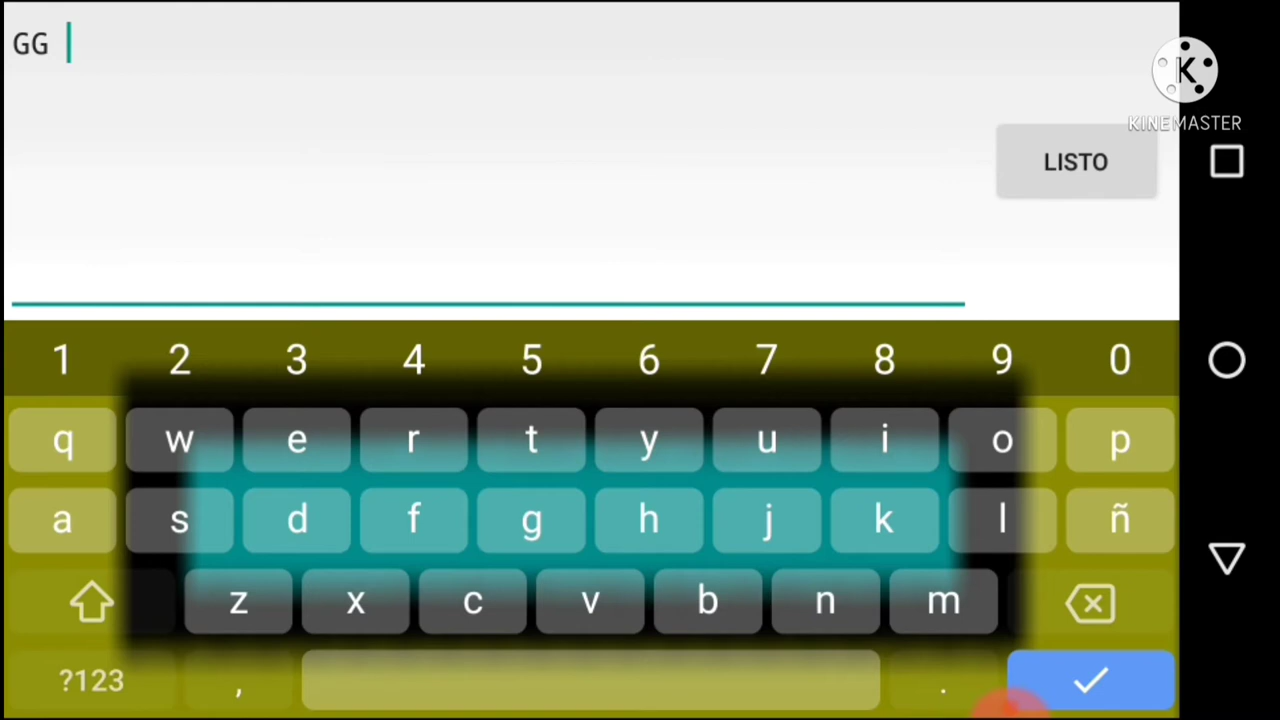 GG
K
KINEMASTER
LISTO
1 2 3 4 5 6 7 8 9 0
q w e r t y u i o p
a s d f g h j k l ñ
z x c v b n m
?123 , .